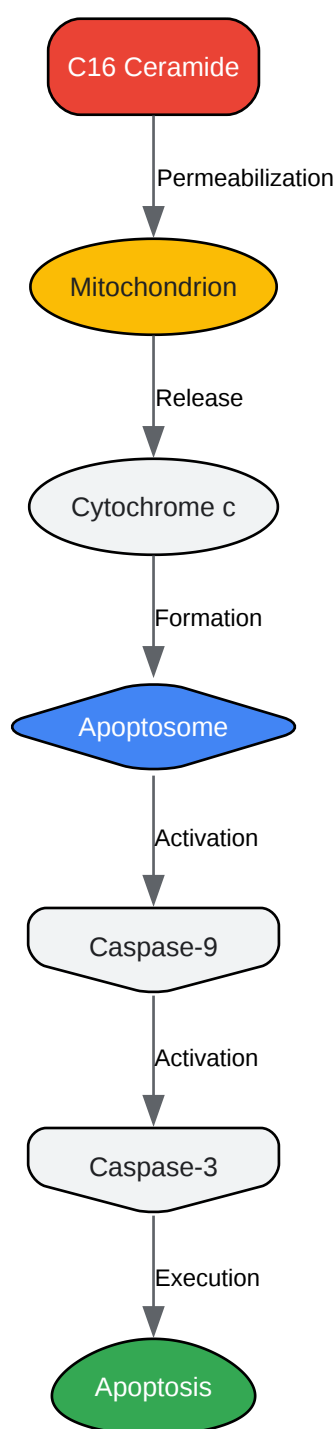 C16 Ceramide
Permeabilization
Mitochondrion
Release
Cytochrome c
Formation
Apoptosome
Activation
Caspase-9
Activation
Caspase-3
Execution
Apoptosis